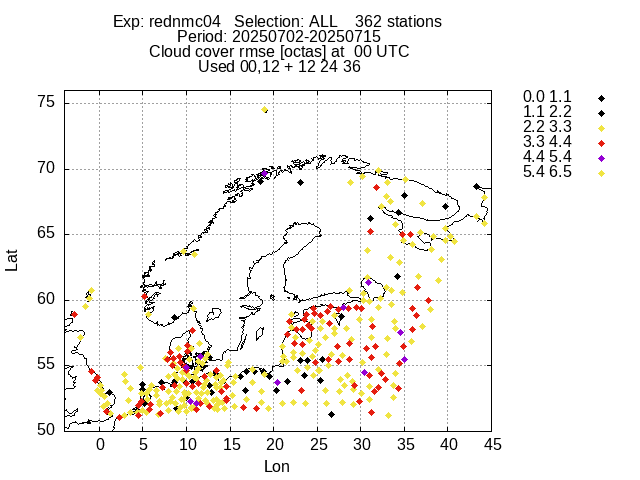 Exp: rednmc04   Selection: ALL    362 stations
Period: 20250702-20250715
Cloud cover rmse [octas] at  00 UTC
Used 00,12 + 12 24 36
0.0 1.1
1.1 2.2
2.2 3.3
3.3 4.4
4.4 5.4
5.4 6.5
75
70
65
60
55
50
Lat
0 5 10 15 20 25 30 35 40 45
Lon